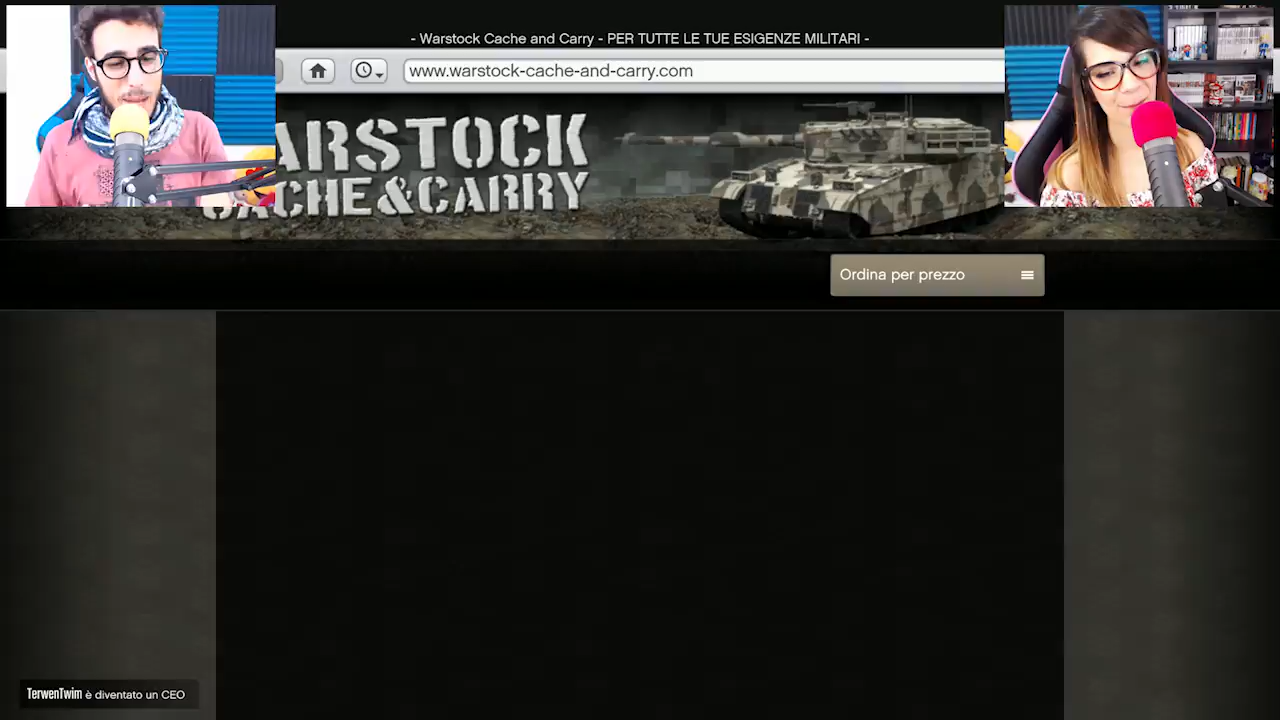 - Warstock Cache and Carry - PER TUTTE LE TUE ESIGENZE MILITARI -
www.warstock-cache-and-carry.com
ARSTOCK
CACHE&CARRY
Ordina per prezzo
TerwenTwim è diventato un CEO